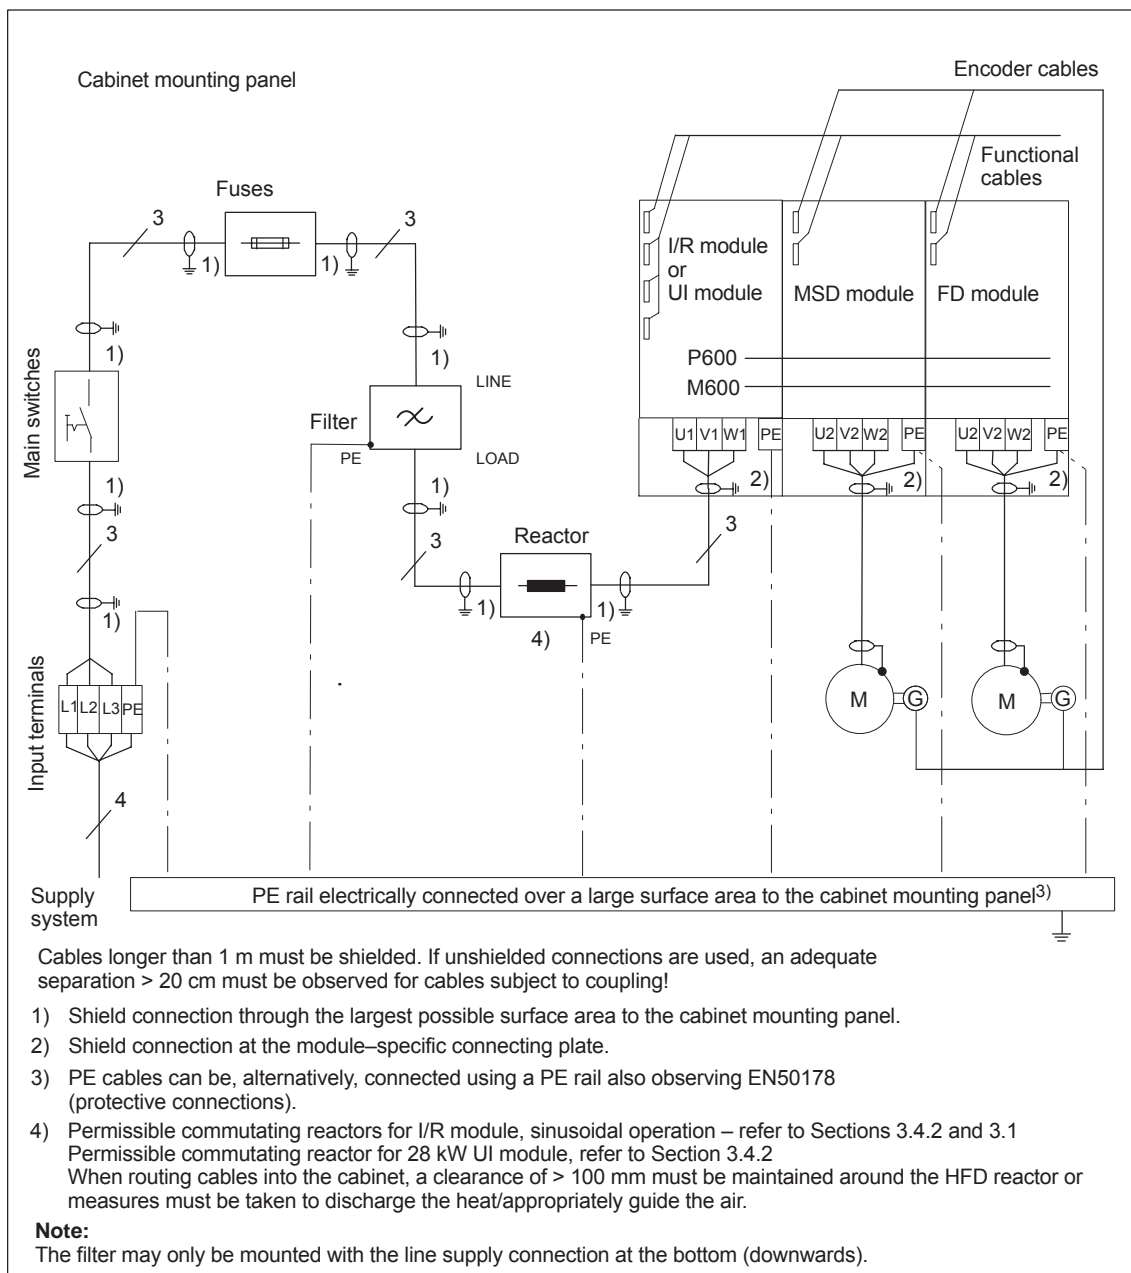 Cabinet mounting panel
Encoder cables
Functional
cables
Fuses
3
3
1)
1)
1)
1)
Main switches
LINE
Filter
PE
LOAD
1)
1)
3
3
1)
Reactor
1)
1)
4)
PE
I/R module
or
UI module
MSD module
FD module
P600
M600
U1 V1 W1 PE
U2 V2 W2 PE
U2 V2 W2 PE
2)
2)
2)
3
Input terminals
L1 L2 L3 PE
4
M
G
M
G
Supply
system
PE rail electrically connected over a large surface area to the cabinet mounting panel3)
Cables longer than 1 m must be shielded. If unshielded connections are used, an adequate
separation > 20 cm must be observed for cables subject to coupling!
1) Shield connection through the largest possible surface area to the cabinet mounting panel.
2) Shield connection at the module–specific connecting plate.
3) PE cables can be, alternatively, connected using a PE rail also observing EN50178
(protective connections).
4) Permissible commutating reactors for I/R module, sinusoidal operation – refer to Sections 3.4.2 and 3.1
Permissible commutating reactor for 28 kW UI module, refer to Section 3.4.2
When routing cables into the cabinet, a clearance of > 100 mm must be maintained around the HFD reactor or
measures must be taken to discharge the heat/appropriately guide the air.
Note:
The filter may only be mounted with the line supply connection at the bottom (downwards).